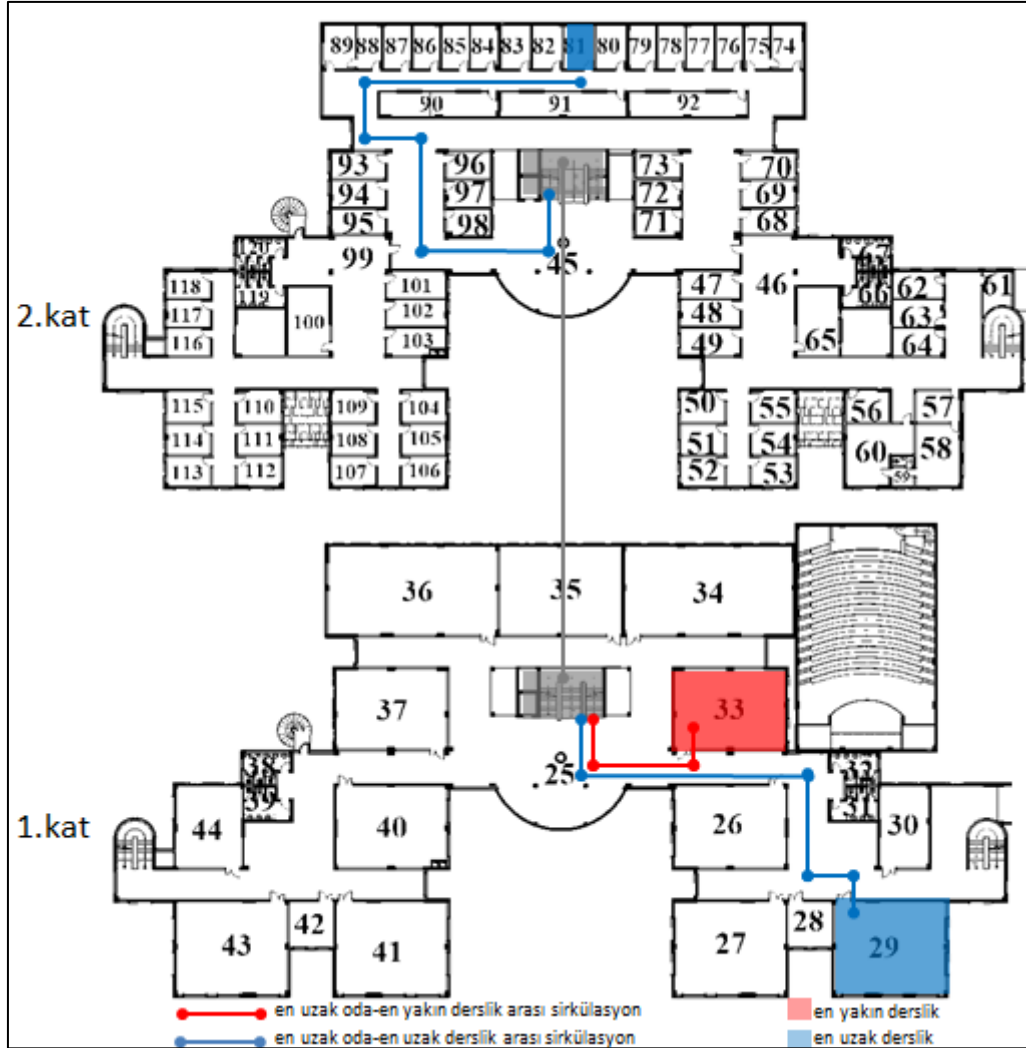 89 88 87 86 85 84 83 82 81 80 79 78 77 76 75 74
90 91 92
93 96 73 70
94 97 72 69
95 98 71 68
99 45 46 67
119 66
118 101 47 62 61
117 102 48 63
116 100 103 49 65 64
2.kat
115 110 109 104 50 55 56 57
114 111 108 105 51 54 60 58
113 112 107 106 52 53 59
36 35 34
37 33
38 25
39 31
44 40 26 30
1.kat
43 42 41 27 28 29
en uzak oda-en yakın derslik arası sirkülasyon en yakın derslik
en uzak oda-en uzak derslik arası sirkülasyon en uzak derslik